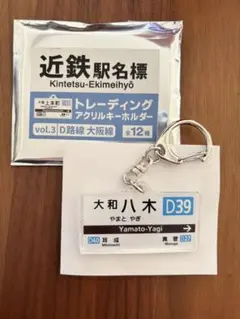 近鉄駅名標
Kintetsu-Ekimeihyō
トレーディング
アクリルキーホルダー
vol.3 D路線 大阪線 全12種
大和八木 D39
やまと やぎ
Yamato-Yagi
D40 耳成
真菅 D37